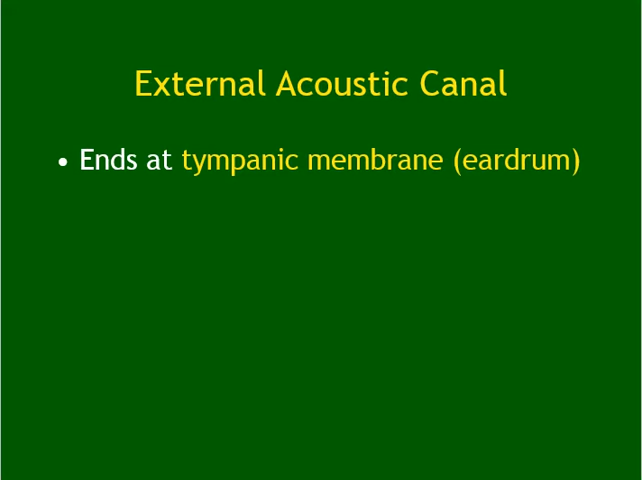 External Acoustic Canal
• Ends at tympanic membrane (eardrum)